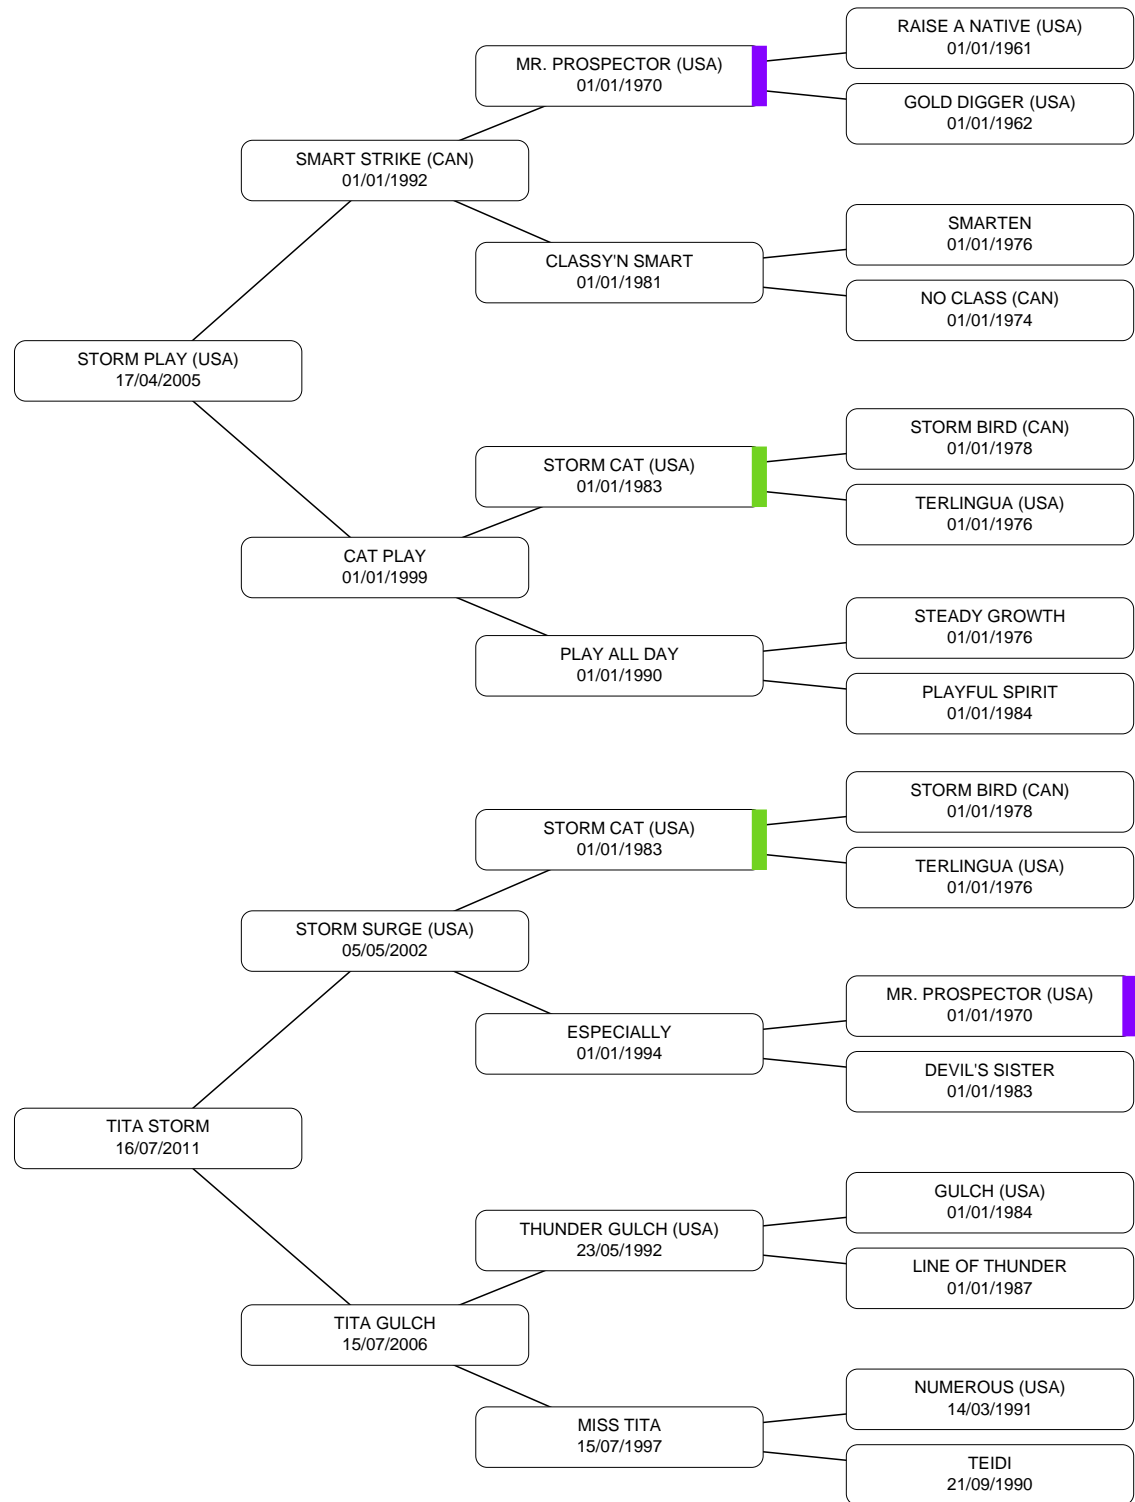 RAISE A NATIVE (USA)
01/01/1961
MR. PROSPECTOR (USA)
01/01/1970
GOLD DIGGER (USA)
01/01/1962
SMART STRIKE (CAN)
01/01/1992
SMARTEN
01/01/1976
CLASSY'N SMART
01/01/1981
NO CLASS (CAN)
01/01/1974
STORM PLAY (USA)
17/04/2005
STORM BIRD (CAN)
01/01/1978
STORM CAT (USA)
01/01/1983
TERLINGUA (USA)
01/01/1976
CAT PLAY
01/01/1999
STEADY GROWTH
01/01/1976
PLAY ALL DAY
01/01/1990
PLAYFUL SPIRIT
01/01/1984
STORM BIRD (CAN)
01/01/1978
STORM CAT (USA)
01/01/1983
TERLINGUA (USA)
01/01/1976
STORM SURGE (USA)
05/05/2002
MR. PROSPECTOR (USA)
01/01/1970
ESPECIALLY
01/01/1994
DEVIL'S SISTER
01/01/1983
TITA STORM
16/07/2011
GULCH (USA)
01/01/1984
THUNDER GULCH (USA)
23/05/1992
LINE OF THUNDER
01/01/1987
TITA GULCH
15/07/2006
NUMEROUS (USA)
14/03/1991
MISS TITA
15/07/1997
TEIDI
21/09/1990